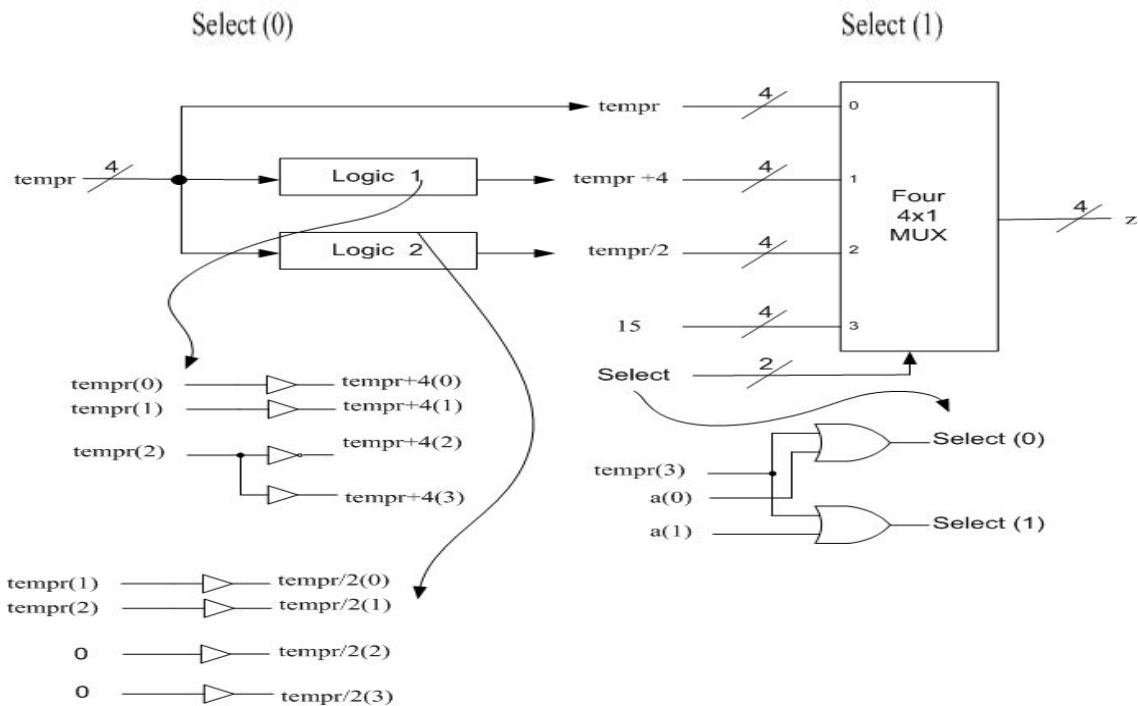 Select (0)
Select (1)
tempr
4
0
tempr
4
Logic 1
tempr +4
4
1
Four
4x1
MUX
4
z
Logic 2
tempr/2
4
2
15
4
3
Select
2
tempr(0)
tempr+4(0)
tempr(1)
tempr+4(1)
tempr(2)
tempr+4(2)
tempr+4(3)
Select (0)
tempr(3)
a(0)
a(1)
Select (1)
tempr(1)
tempr/2(0)
tempr(2)
tempr/2(1)
0
tempr/2(2)
0
tempr/2(3)